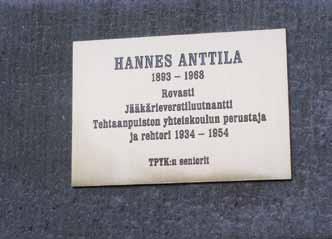 HANNES ANTTILA
1893 – 1968
Rovasti
Jääkärieverstiluutnantti
Tehtaanpuiston yhteiskoulun perustaja
ja rehtori 1934 – 1954
TPYK:n seniorit